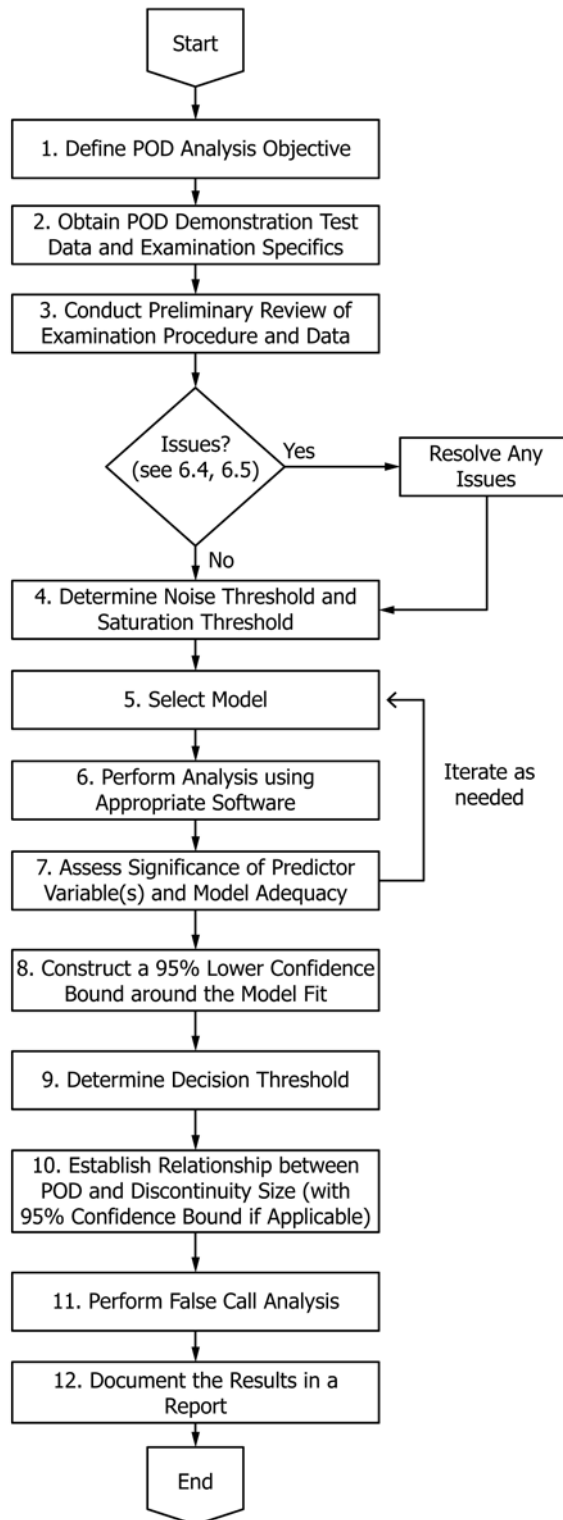 Start
1. Define POD Analysis Objective
2. Obtain POD Demonstration Test
Data and Examination Specifics
3. Conduct Preliminary Review of
Examination Procedure and Data
Issues?
(see 6.4, 6.5)
Yes
Resolve Any
Issues
No
4. Determine Noise Threshold and
Saturation Threshold
5. Select Model
6. Perform Analysis using
Appropriate Software
Iterate as
needed
7. Assess Significance of Predictor
Variable(s) and Model Adequacy
8. Construct a 95% Lower Confidence
Bound around the Model Fit
9. Determine Decision Threshold
10. Establish Relationship between
POD and Discontinuity Size (with
95% Confidence Bound if Applicable)
11. Perform False Call Analysis
12. Document the Results in a
Report
End